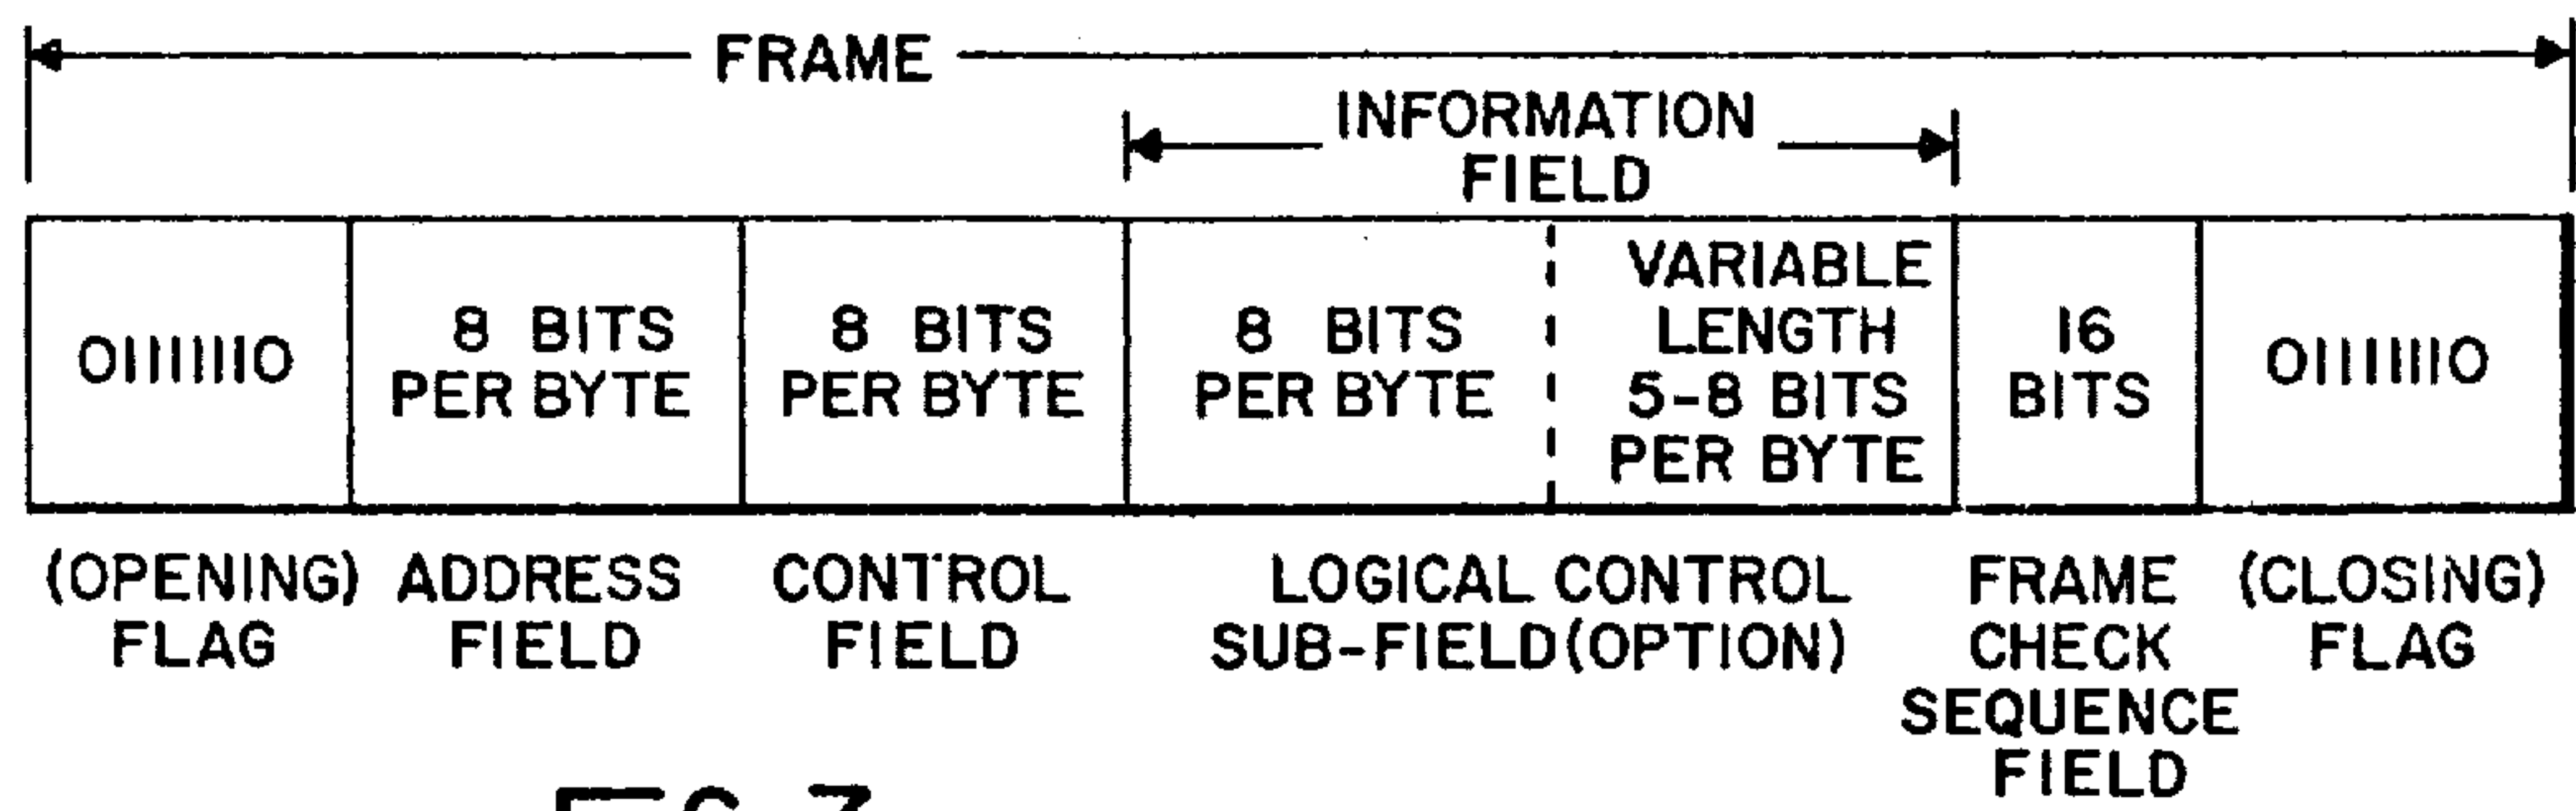 FRAME
INFORMATION
FIELD
01111110
8 BITS
PER BYTE
8 BITS
PER BYTE
8 BITS
PER BYTE
VARIABLE
LENGTH
5-8 BITS
PER BYTE
16
BITS
01111110
(OPENING)
FLAG
ADDRESS
FIELD
CONTROL
FIELD
LOGICAL CONTROL
SUB-FIELD(OPTION)
FRAME
CHECK
SEQUENCE
FIELD
(CLOSING)
FLAG